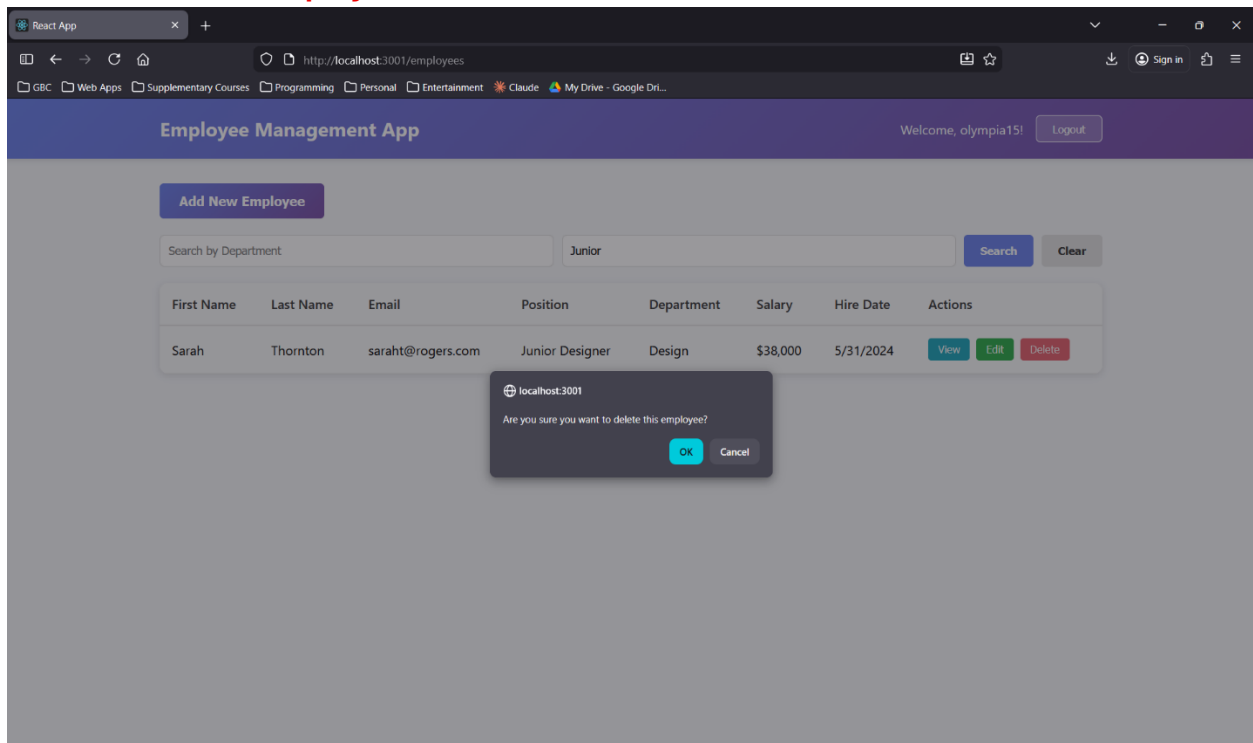 React App
http://localhost:3001/employees
Sign in
GBC Web Apps Supplementary Courses Programming Personal Entertainment Claude My Drive - Google Dri...
Employee Management App
Welcome, olympia15! Logout
Add New Employee
Search by Department Junior Search Clear
First Name Last Name Email Position Department Salary Hire Date Actions
Sarah Thornton saraht@rogers.com Junior Designer Design $38,000 5/31/2024 View Edit Delete
localhost:3001
Are you sure you want to delete this employee?
OK Cancel